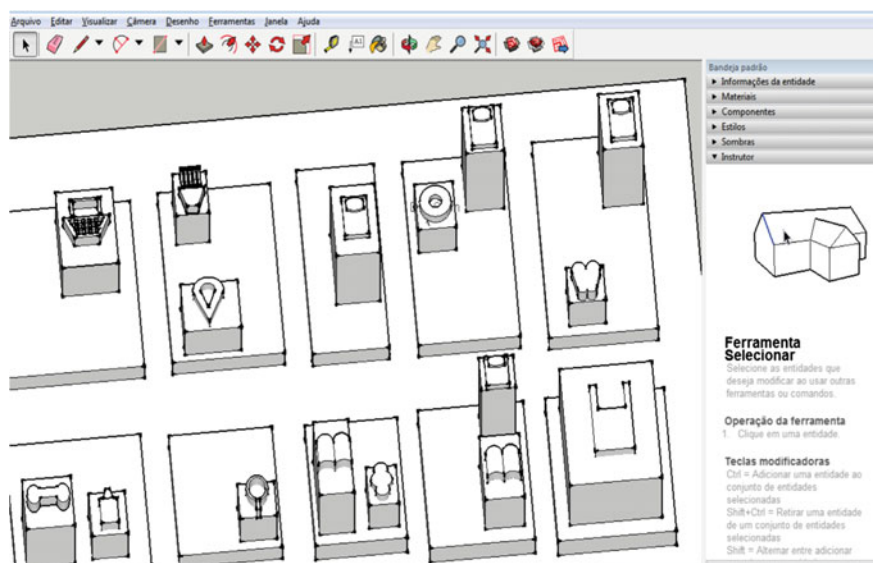 Arquivo Editar Visualizar Câmera Desenho Ferramentas Janela Ajuda
A1
Bandeja padrão
Informações da entidade
Materiais
Componentes
Estilos
Sombras
Instrutor
Ferramenta
Selecionar
Selecione as entidades que
deseja modificar ao usar outras
ferramentas ou comandos.
Operação da ferramenta
1. Clique em uma entidade.
Teclas modificadoras
Ctrl = Adicionar uma entidade ao
conjunto de entidades
selecionadas
Shift+Ctrl = Retirar uma entidade
de um conjunto de entidades
selecionadas
Shift = Alternar entre adicionar